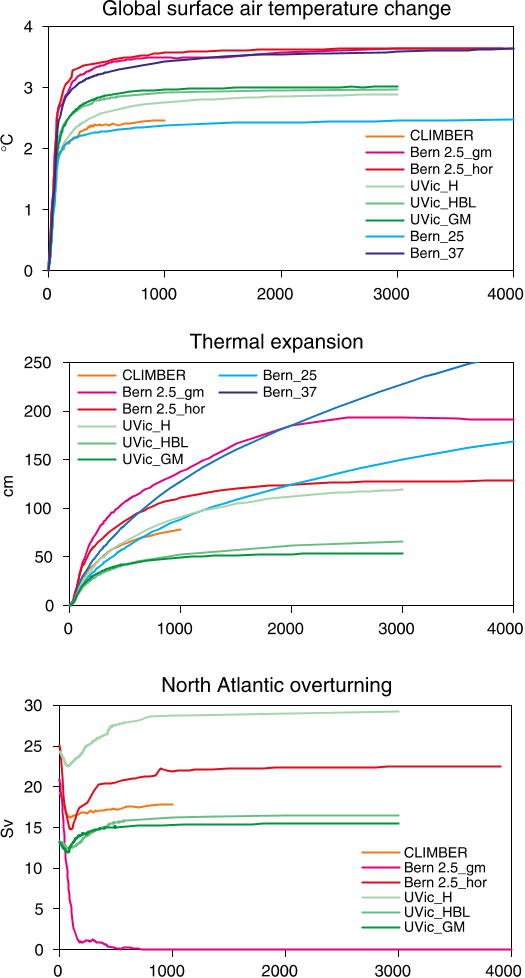 Global surface air temperature change
4
3
2
1
0
°C
CLIMBER
Bern 2.5_gm
Bern 2.5_hor
UVic_H
UVic_HBL
UVic_GM
Bern_25
Bern_37
0 1000 2000 3000 4000
Thermal expansion
250
200
150
100
50
0
cm
CLIMBER Bern_25
Bern 2.5_gm Bern_37
Bern 2.5_hor
UVic_H
UVic_HBL
UVic_GM
0 1000 2000 3000 4000
North Atlantic overturning
30
25
20
15
10
5
0
Sv
CLIMBER
Bern 2.5_gm
Bern 2.5_hor
UVic_H
UVic_HBL
UVic_GM
0 1000 2000 3000 4000